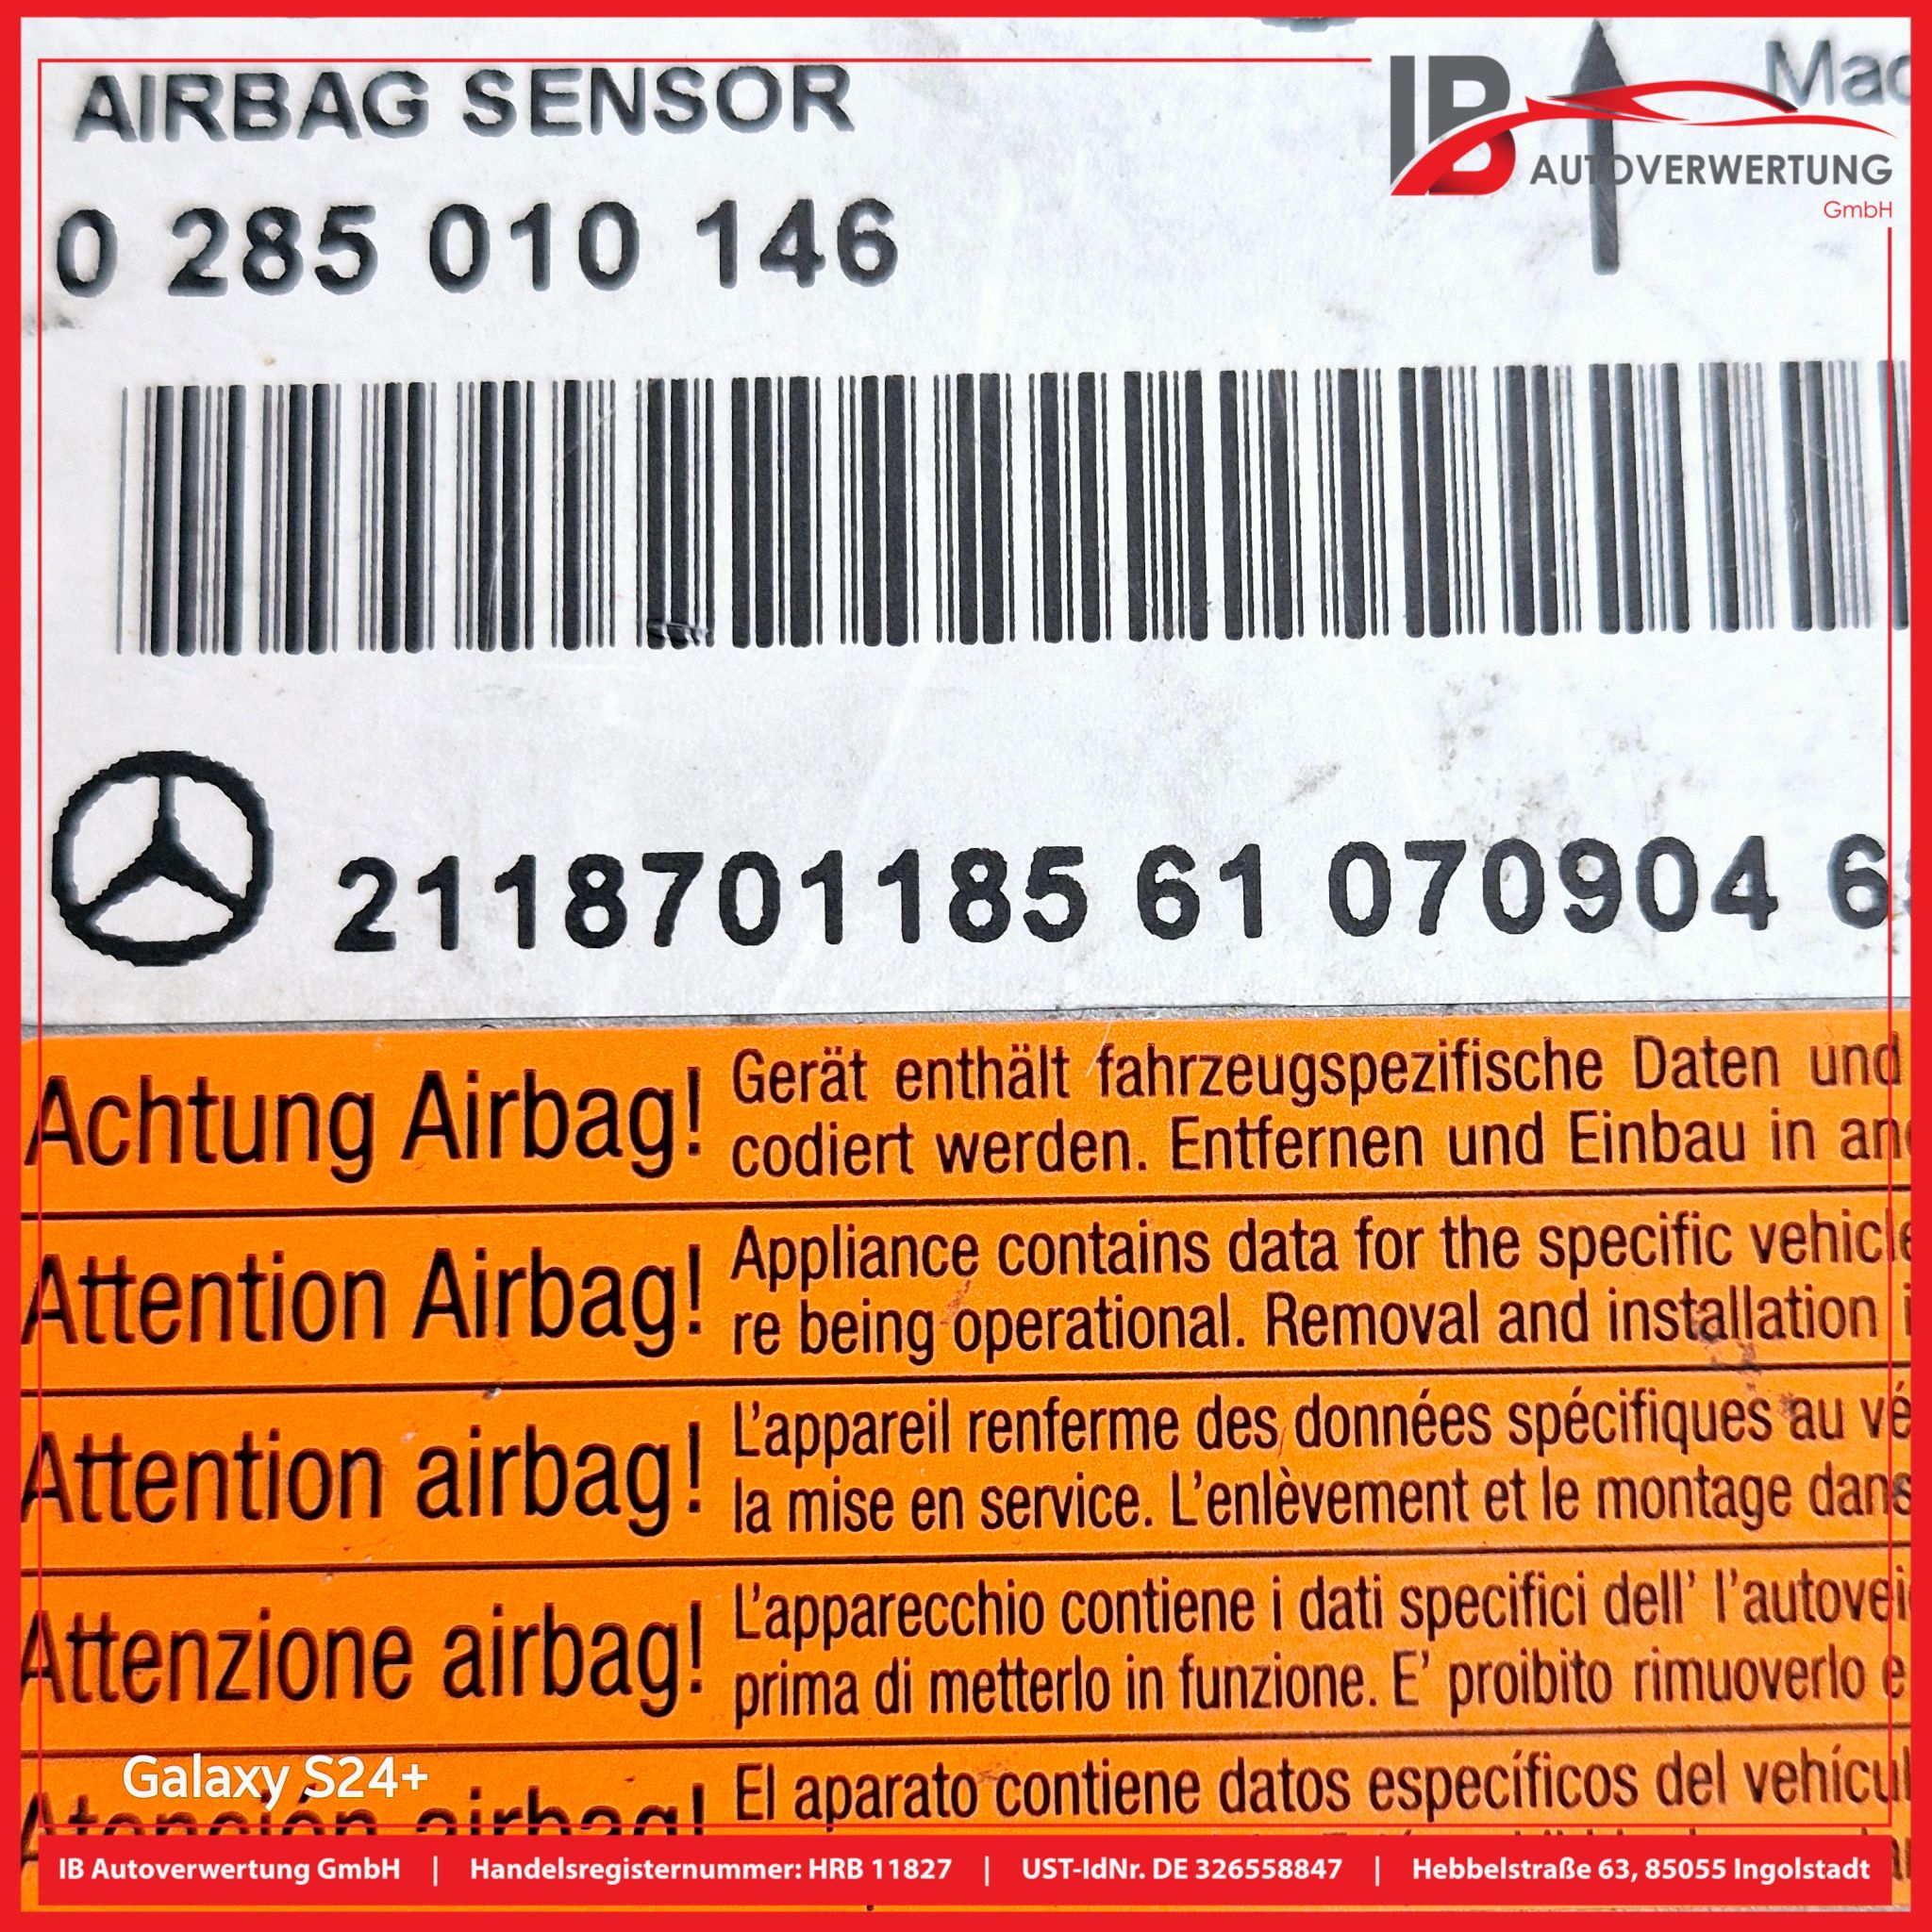 AIRBAG SENSOR
IB
AUTOVERWERTUNG
GmbH
0 285 010 146
2118701185 61 070904
Achtung Airbag!
Gerät enthält fahrzeugspezifische Daten und
codiert werden. Entfernen und Einbau in
Attention Airbag!
Appliance contains data for the specific
re being operational. Removal and installation
Attention airbag!
L'appareil renferme des données spécifiques au
la mise en service. L'enlèvement et le montage dans
Attenzione airbag!
L'apparecchio contiene i dati specifici dell' l'autovei
prima di metterlo in funzione. E' proibito rimuoverlo e
Galaxy S24+
Atención airbag!
El aparato contiene datos específicos del
IB Autoverwertung GmbH | Handelsregisternummer: HRB 11827 | UST-IdNr. DE 326558847 | Hebbelstraße 63, 85055 Ingolstadt